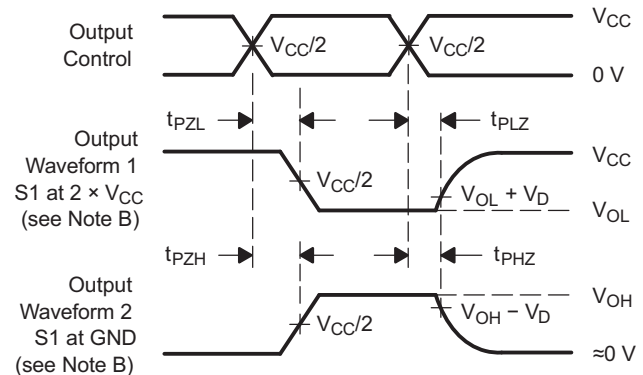 Output
Control
V_CC/2
V_CC/2
V_CC
0 V
t_PZL
t_PLZ
Output
Waveform 1
S1 at 2 × V_CC
(see Note B)
V_CC/2
V_CC
V_OL + V_D
V_OL
t_PZH
t_PHZ
Output
Waveform 2
S1 at GND
(see Note B)
V_CC/2
V_OH
V_OH − V_D
≈0 V